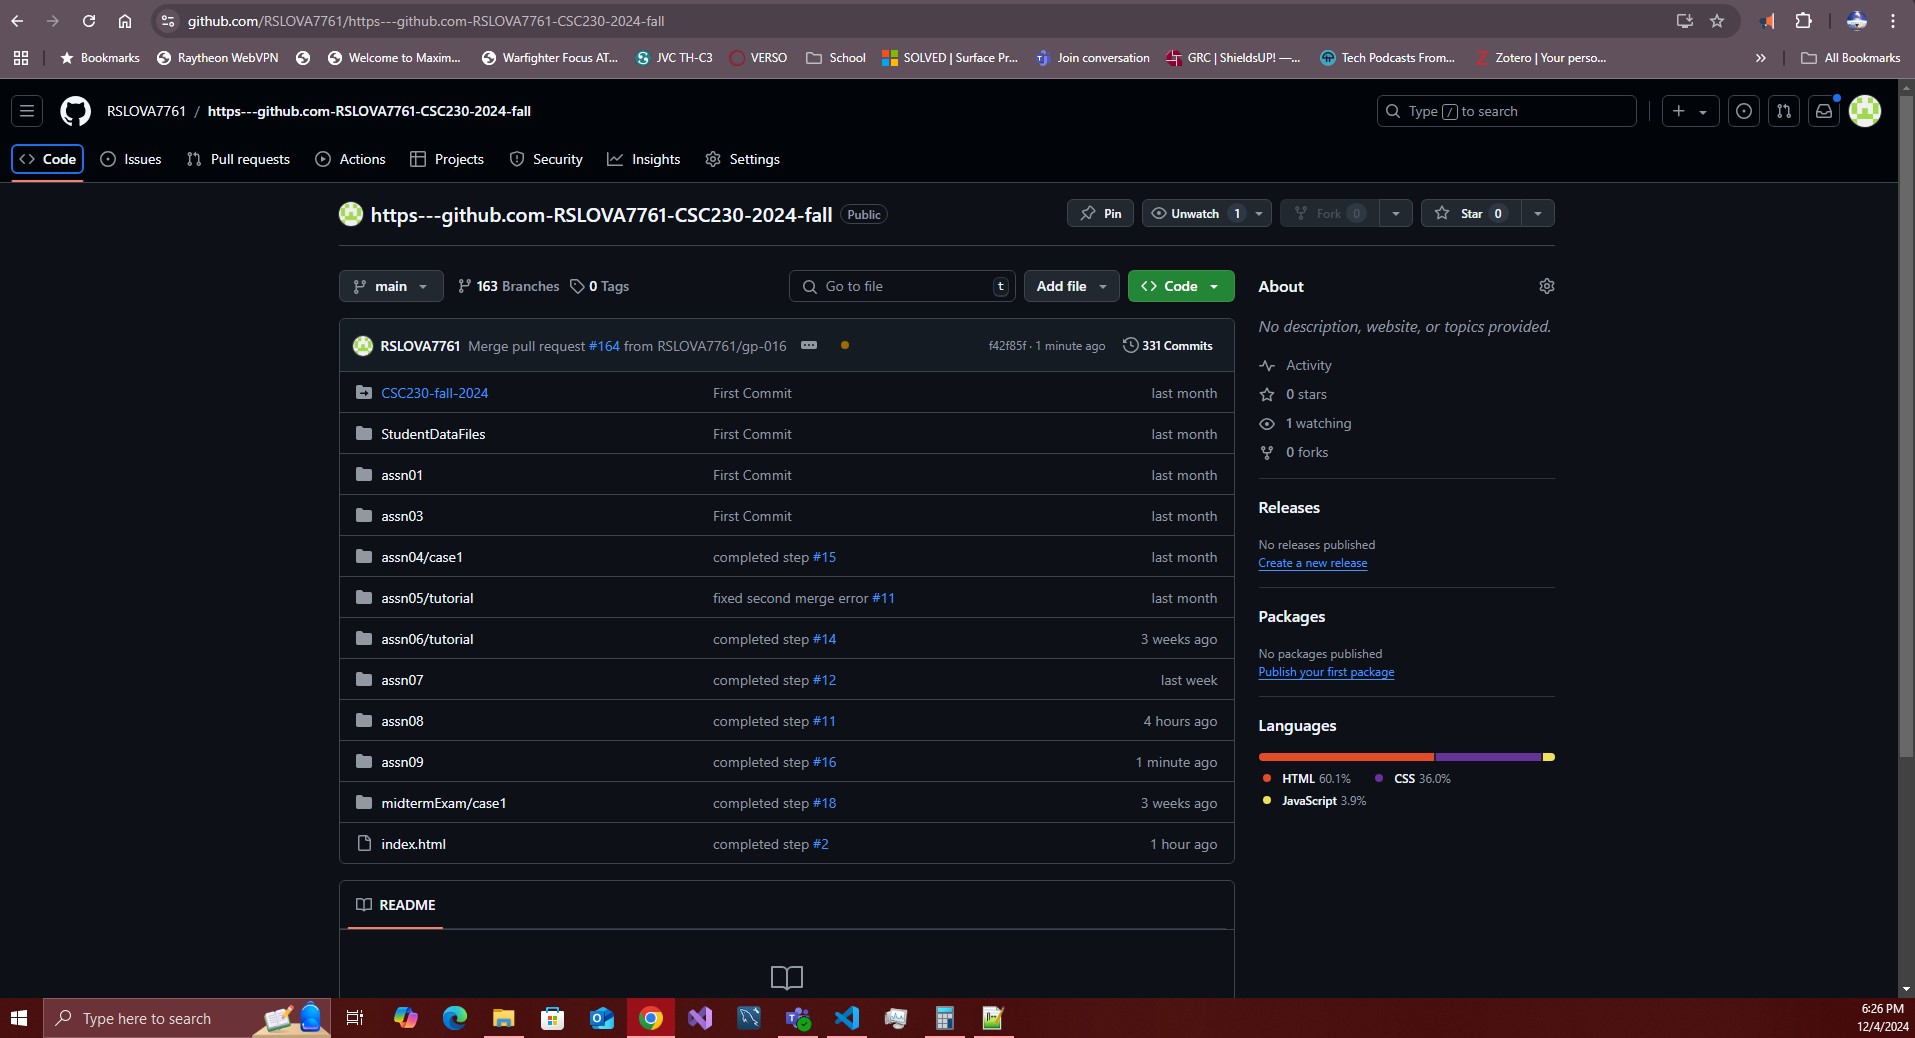 github.com/RSLOVA7761/https---github.com-RSLOVA7761-CSC230-2024-fall
Bookmarks Raytheon WebVPN Welcome to Maxim... Warfighter Focus AT... JVC TH-C3 VERSO School SOLVED | Surface Pr... Join conversation GRC | ShieldsUP! —... Tech Podcasts From... Zotero | Your perso... » All Bookmarks
RSLOVA7761 / https---github.com-RSLOVA7761-CSC230-2024-fall Type / to search
Code Issues Pull requests Actions Projects Security Insights Settings
https---github.com-RSLOVA7761-CSC230-2024-fall Public Pin Unwatch 1 Fork 0 Star 0
main 163 Branches 0 Tags Go to file t Add file Code
RSLOVA7761 Merge pull request #164 from RSLOVA7761/gp-016 f42f85f · 1 minute ago 331 Commits
CSC230-fall-2024 First Commit last month
StudentDataFiles First Commit last month
assn01 First Commit last month
assn03 First Commit last month
assn04/case1 completed step #15 last month
assn05/tutorial fixed second merge error #11 last month
assn06/tutorial completed step #14 3 weeks ago
assn07 completed step #12 last week
assn08 completed step #11 4 hours ago
assn09 completed step #16 1 minute ago
midtermExam/case1 completed step #18 3 weeks ago
index.html completed step #2 1 hour ago
README
About
No description, website, or topics provided.
Activity
0 stars
1 watching
0 forks
Releases
No releases published
Create a new release
Packages
No packages published
Publish your first package
Languages
HTML 60.1% CSS 36.0%
JavaScript 3.9%
Type here to search
6:26 PM
12/4/2024